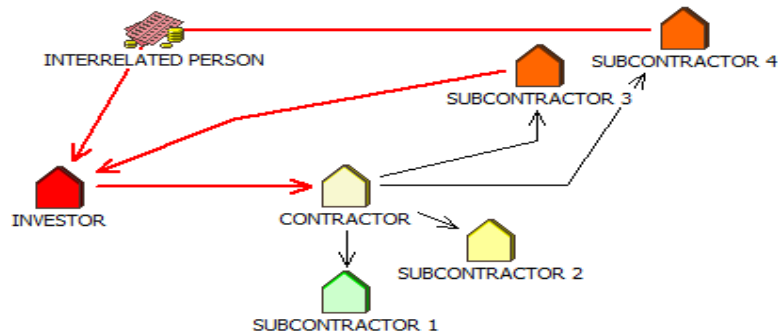 INTERRELATED PERSON
SUBCONTRACTOR 4
SUBCONTRACTOR 3
INVESTOR
CONTRACTOR
SUBCONTRACTOR 2
SUBCONTRACTOR 1